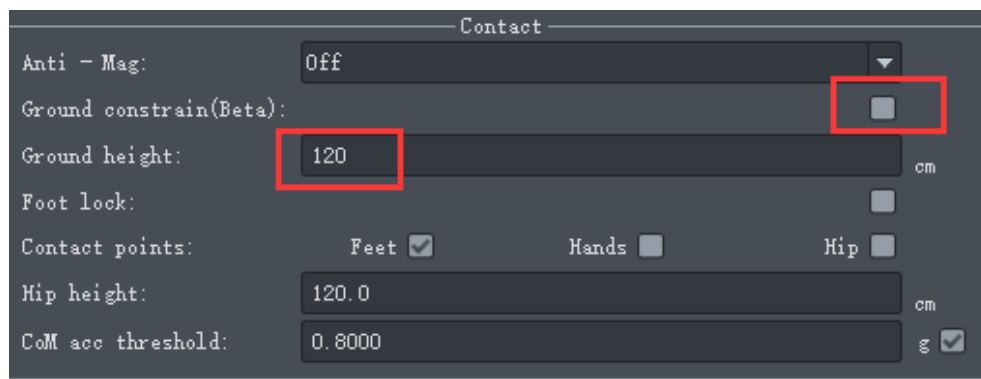 Contact
Anti - Mag: Off
Ground constrain(Beta):
Ground height: 120 cm
Foot lock:
Contact points: Feet Hands Hip
Hip height: 120.0 cm
CoM acc threshold: 0.8000 g